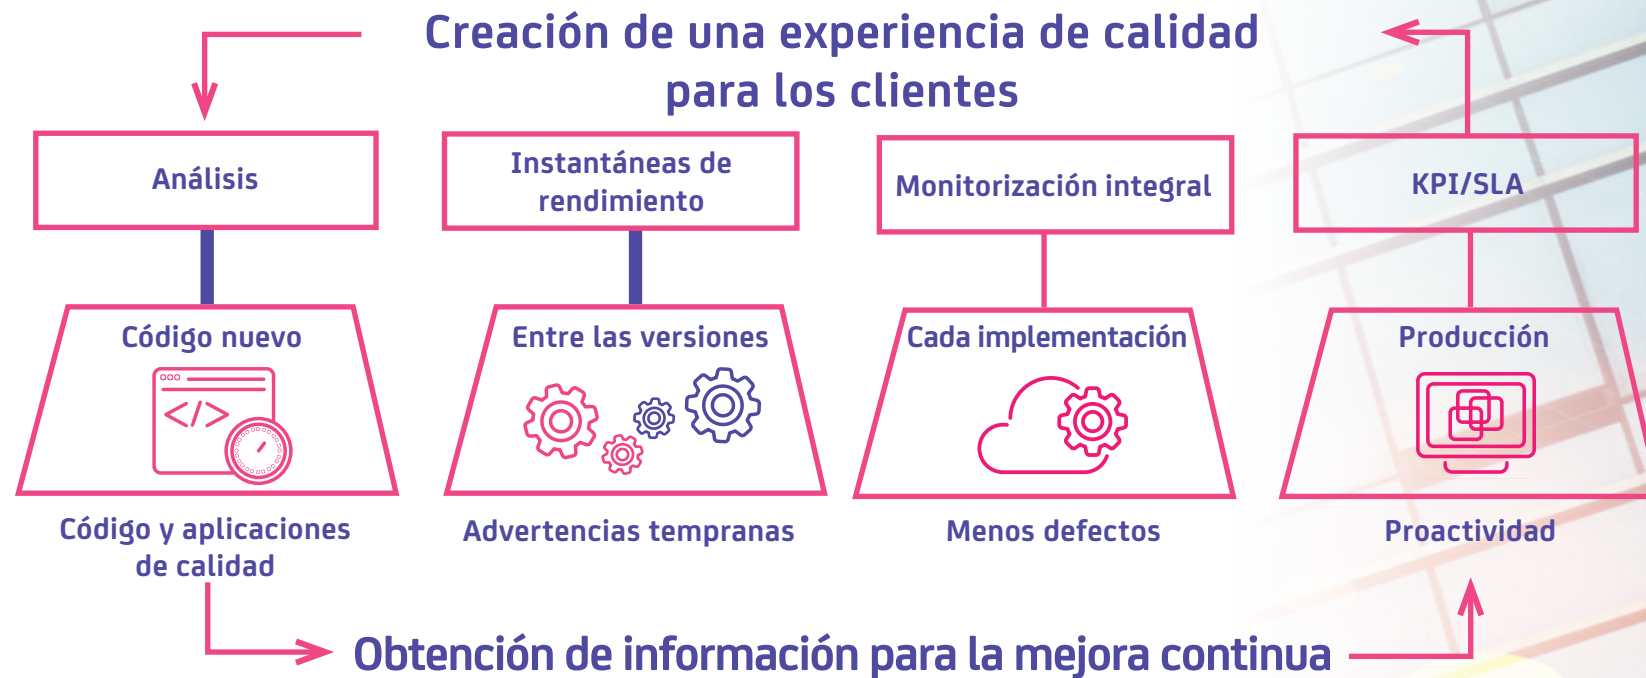 Creación de una experiencia de calidad
para los clientes
Análisis
Instantáneas de
rendimiento
Monitorización integral
KPI/SLA
Código nuevo
</>
Entre las versiones
Cada implementación
Producción
Código y aplicaciones
de calidad
Advertencias tempranas
Menos defectos
Proactividad
Obtención de información para la mejora continua